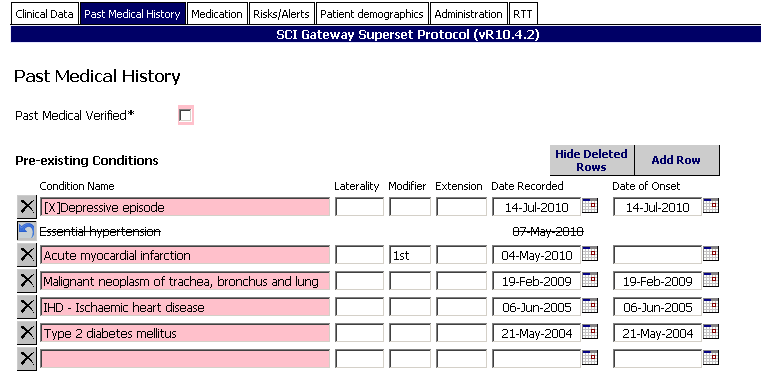 Clinical Data Past Medical History Medication Risks/Alerts Patient demographics Administration RTT
SCI Gateway Superset Protocol (vR10.4.2)
Past Medical History
Past Medical Verified*
Pre-existing Conditions Hide Deleted Rows Add Row
Condition Name Laterality Modifier Extension Date Recorded Date of Onset
[X]Depressive episode 14-Jul-2010 14-Jul-2010
Essential hypertension 07-May-2010
Acute myocardial infarction 1st 04-May-2010
Malignant neoplasm of trachea, bronchus and lung 19-Feb-2009 19-Feb-2009
IHD - Ischaemic heart disease 06-Jun-2005 06-Jun-2005
Type 2 diabetes mellitus 21-May-2004 21-May-2004